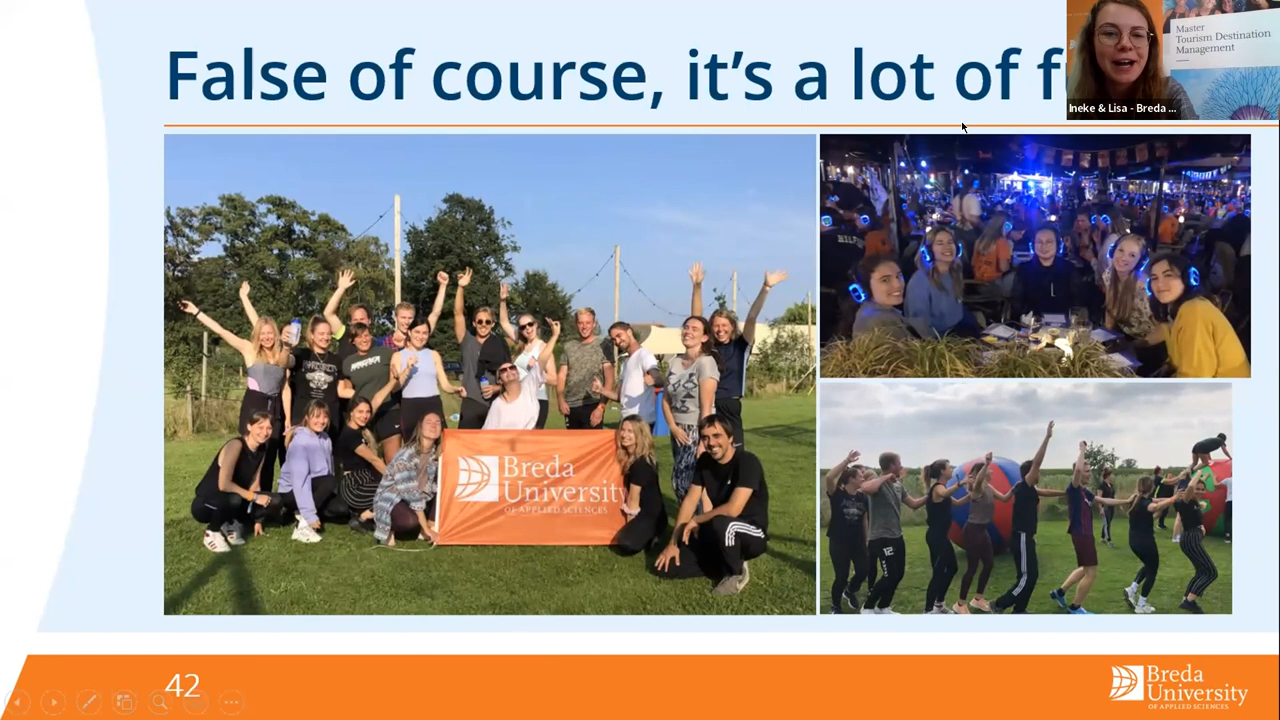 False of course, it's a lot of f
Master
Tourism Destination
Management
Ineke & Lisa - Breda ...
Breda
University
OF APPLIED SCIENCES
12
42
Breda
University
OF APPLIED SCIENCES